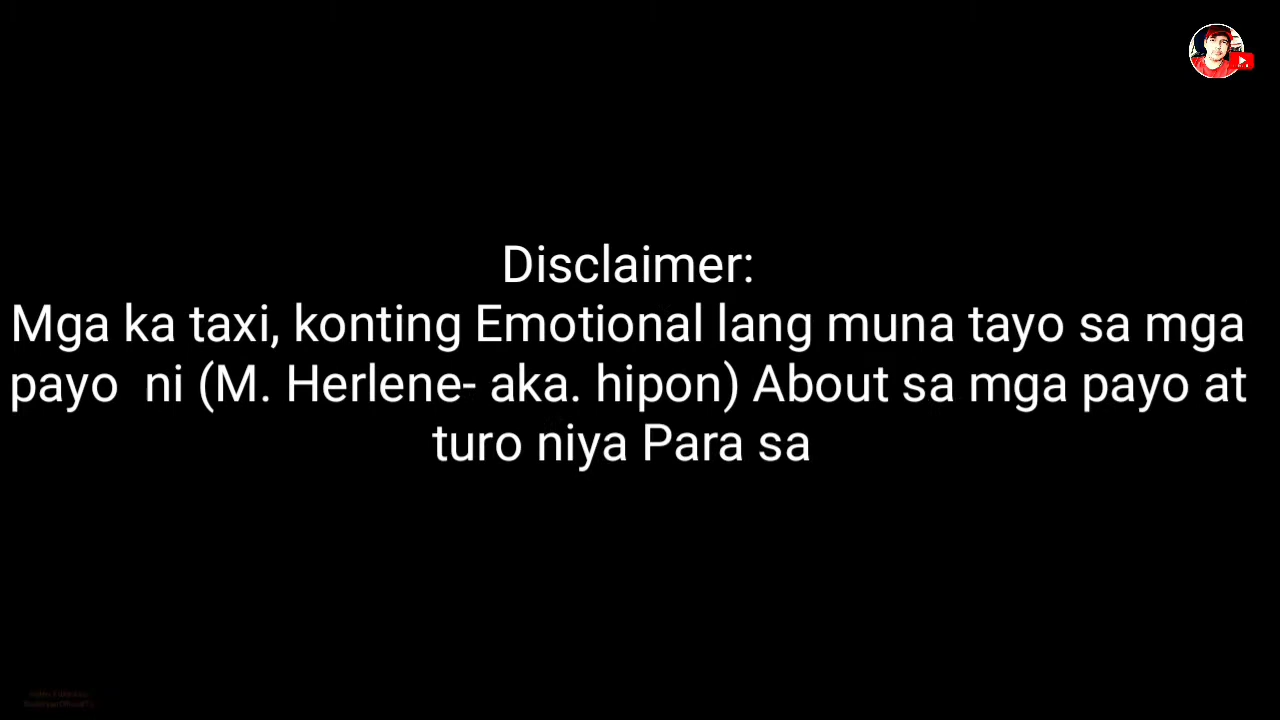 Disclaimer:
Mga ka taxi, konting Emotional lang muna tayo sa mga
payo  ni (M. Herlene- aka. hipon) About sa mga payo at
turo niya Para sa